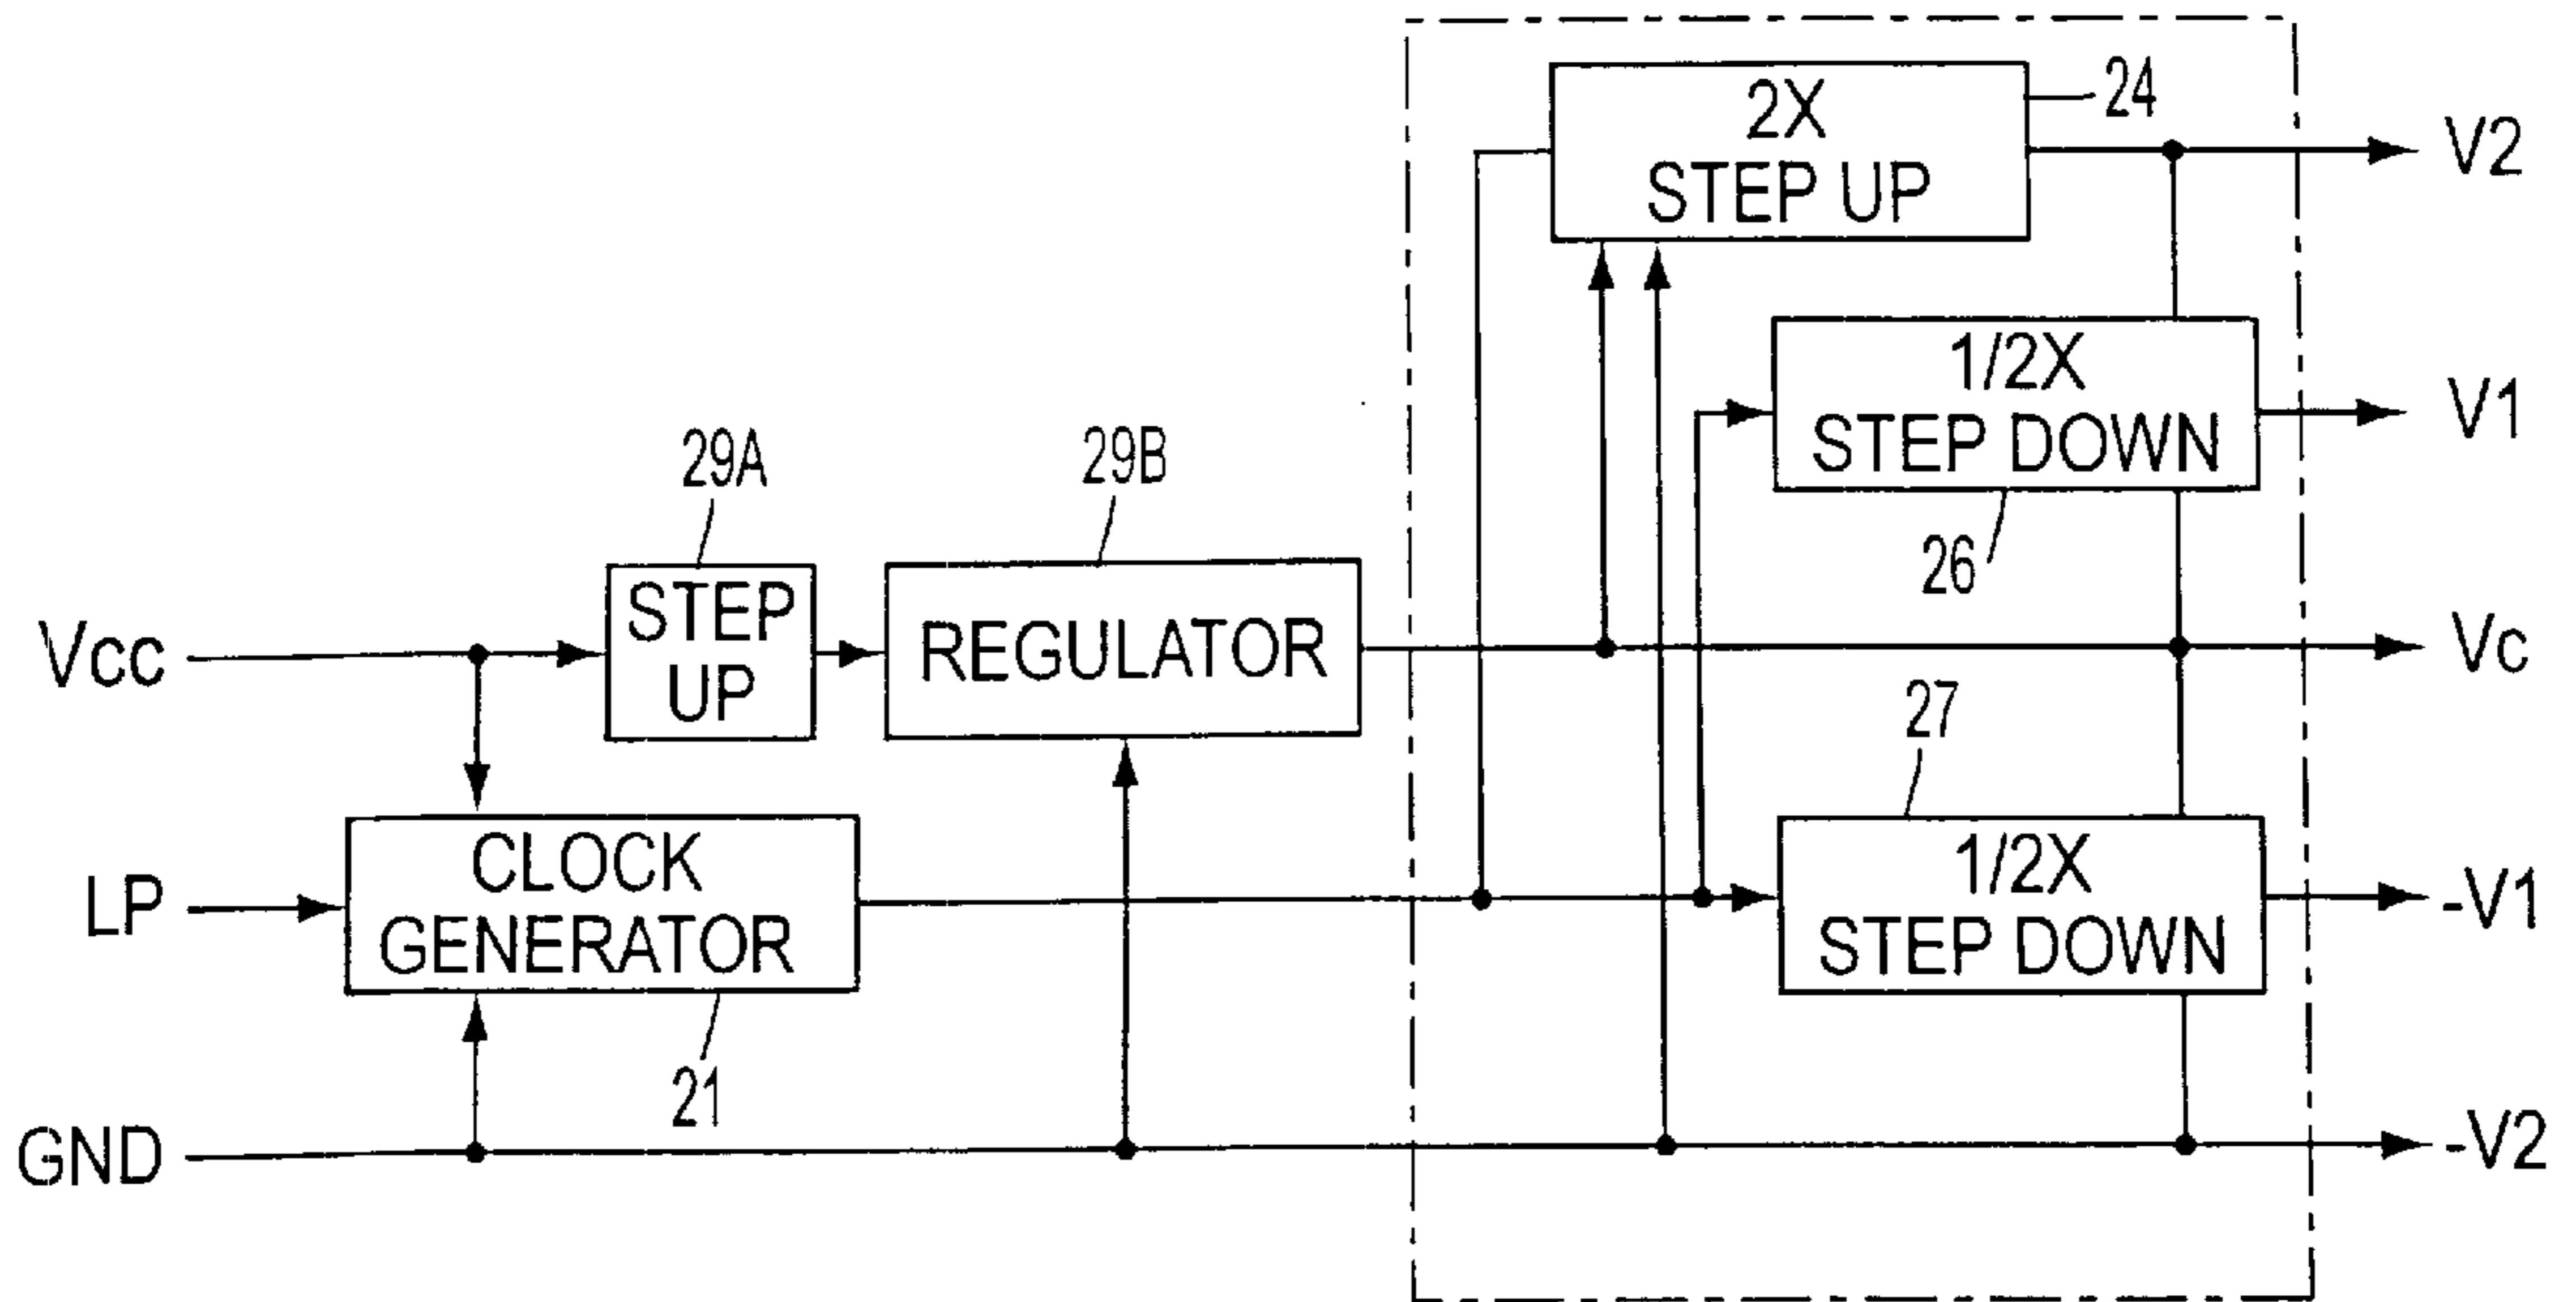 2X
STEP UP
24
V2
1/2X
STEP DOWN
26
V1
29A
29B
STEP
UP
REGULATOR
Vcc
Vc
27
LP
CLOCK
GENERATOR
21
1/2X
STEP DOWN
-V1
GND
-V2